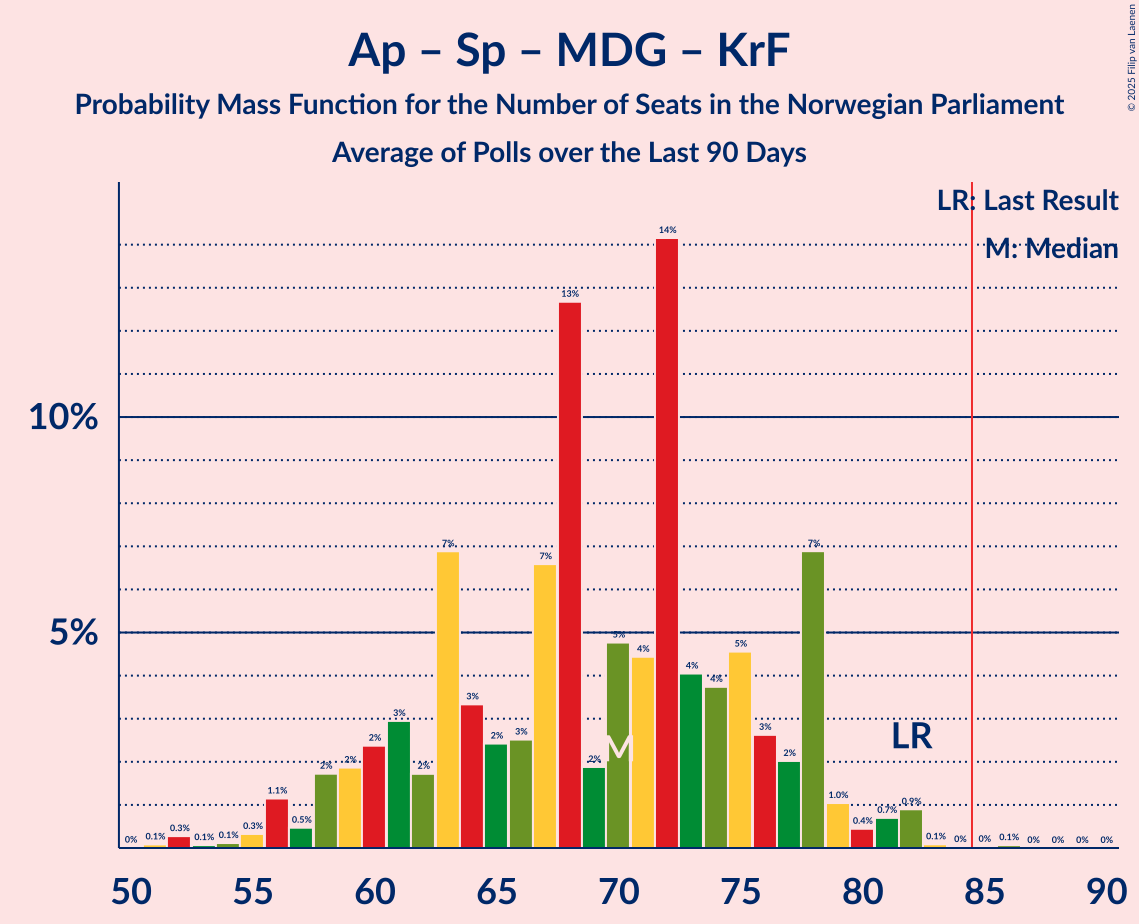 Ap – Sp – MDG – KrF
Probability Mass Function for the Number of Seats in the Norwegian Parliament
Average of Polls over the Last 90 Days
© 2025 Filip van Laenen
LR: Last Result
M: Median
10%
5%
0% 0.1% 0.3% 0.1% 0.1% 0.3% 1.1% 0.5% 2% 2% 2% 3% 2% 7% 3% 2% 3% 7% 13% 2% 5% 4% 14% 4% 4% 5% 3% 2% 7% 1.0% 0.4% 0.7% 0.9% 0.1% 0% 0% 0.1% 0% 0% 0% 0%
M
LR
50 55 60 65 70 75 80 85 90